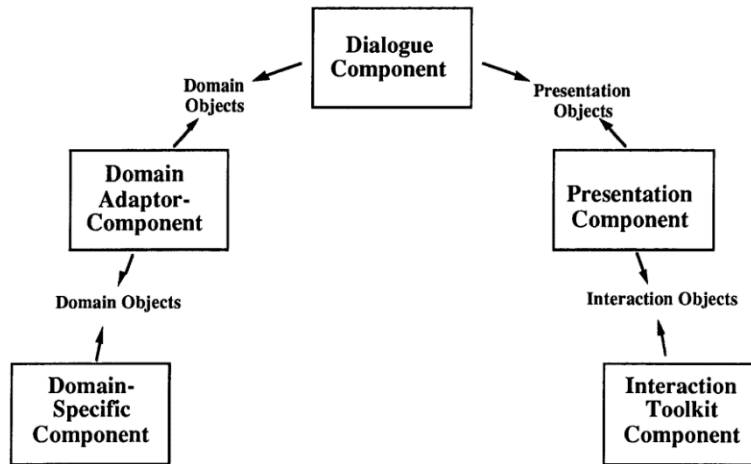 Dialogue
Component
Domain
Objects
Presentation
Objects
Domain
Adaptor-
Component
Presentation
Component
Domain Objects
Interaction Objects
Domain-
Specific
Component
Interaction
Toolkit
Component